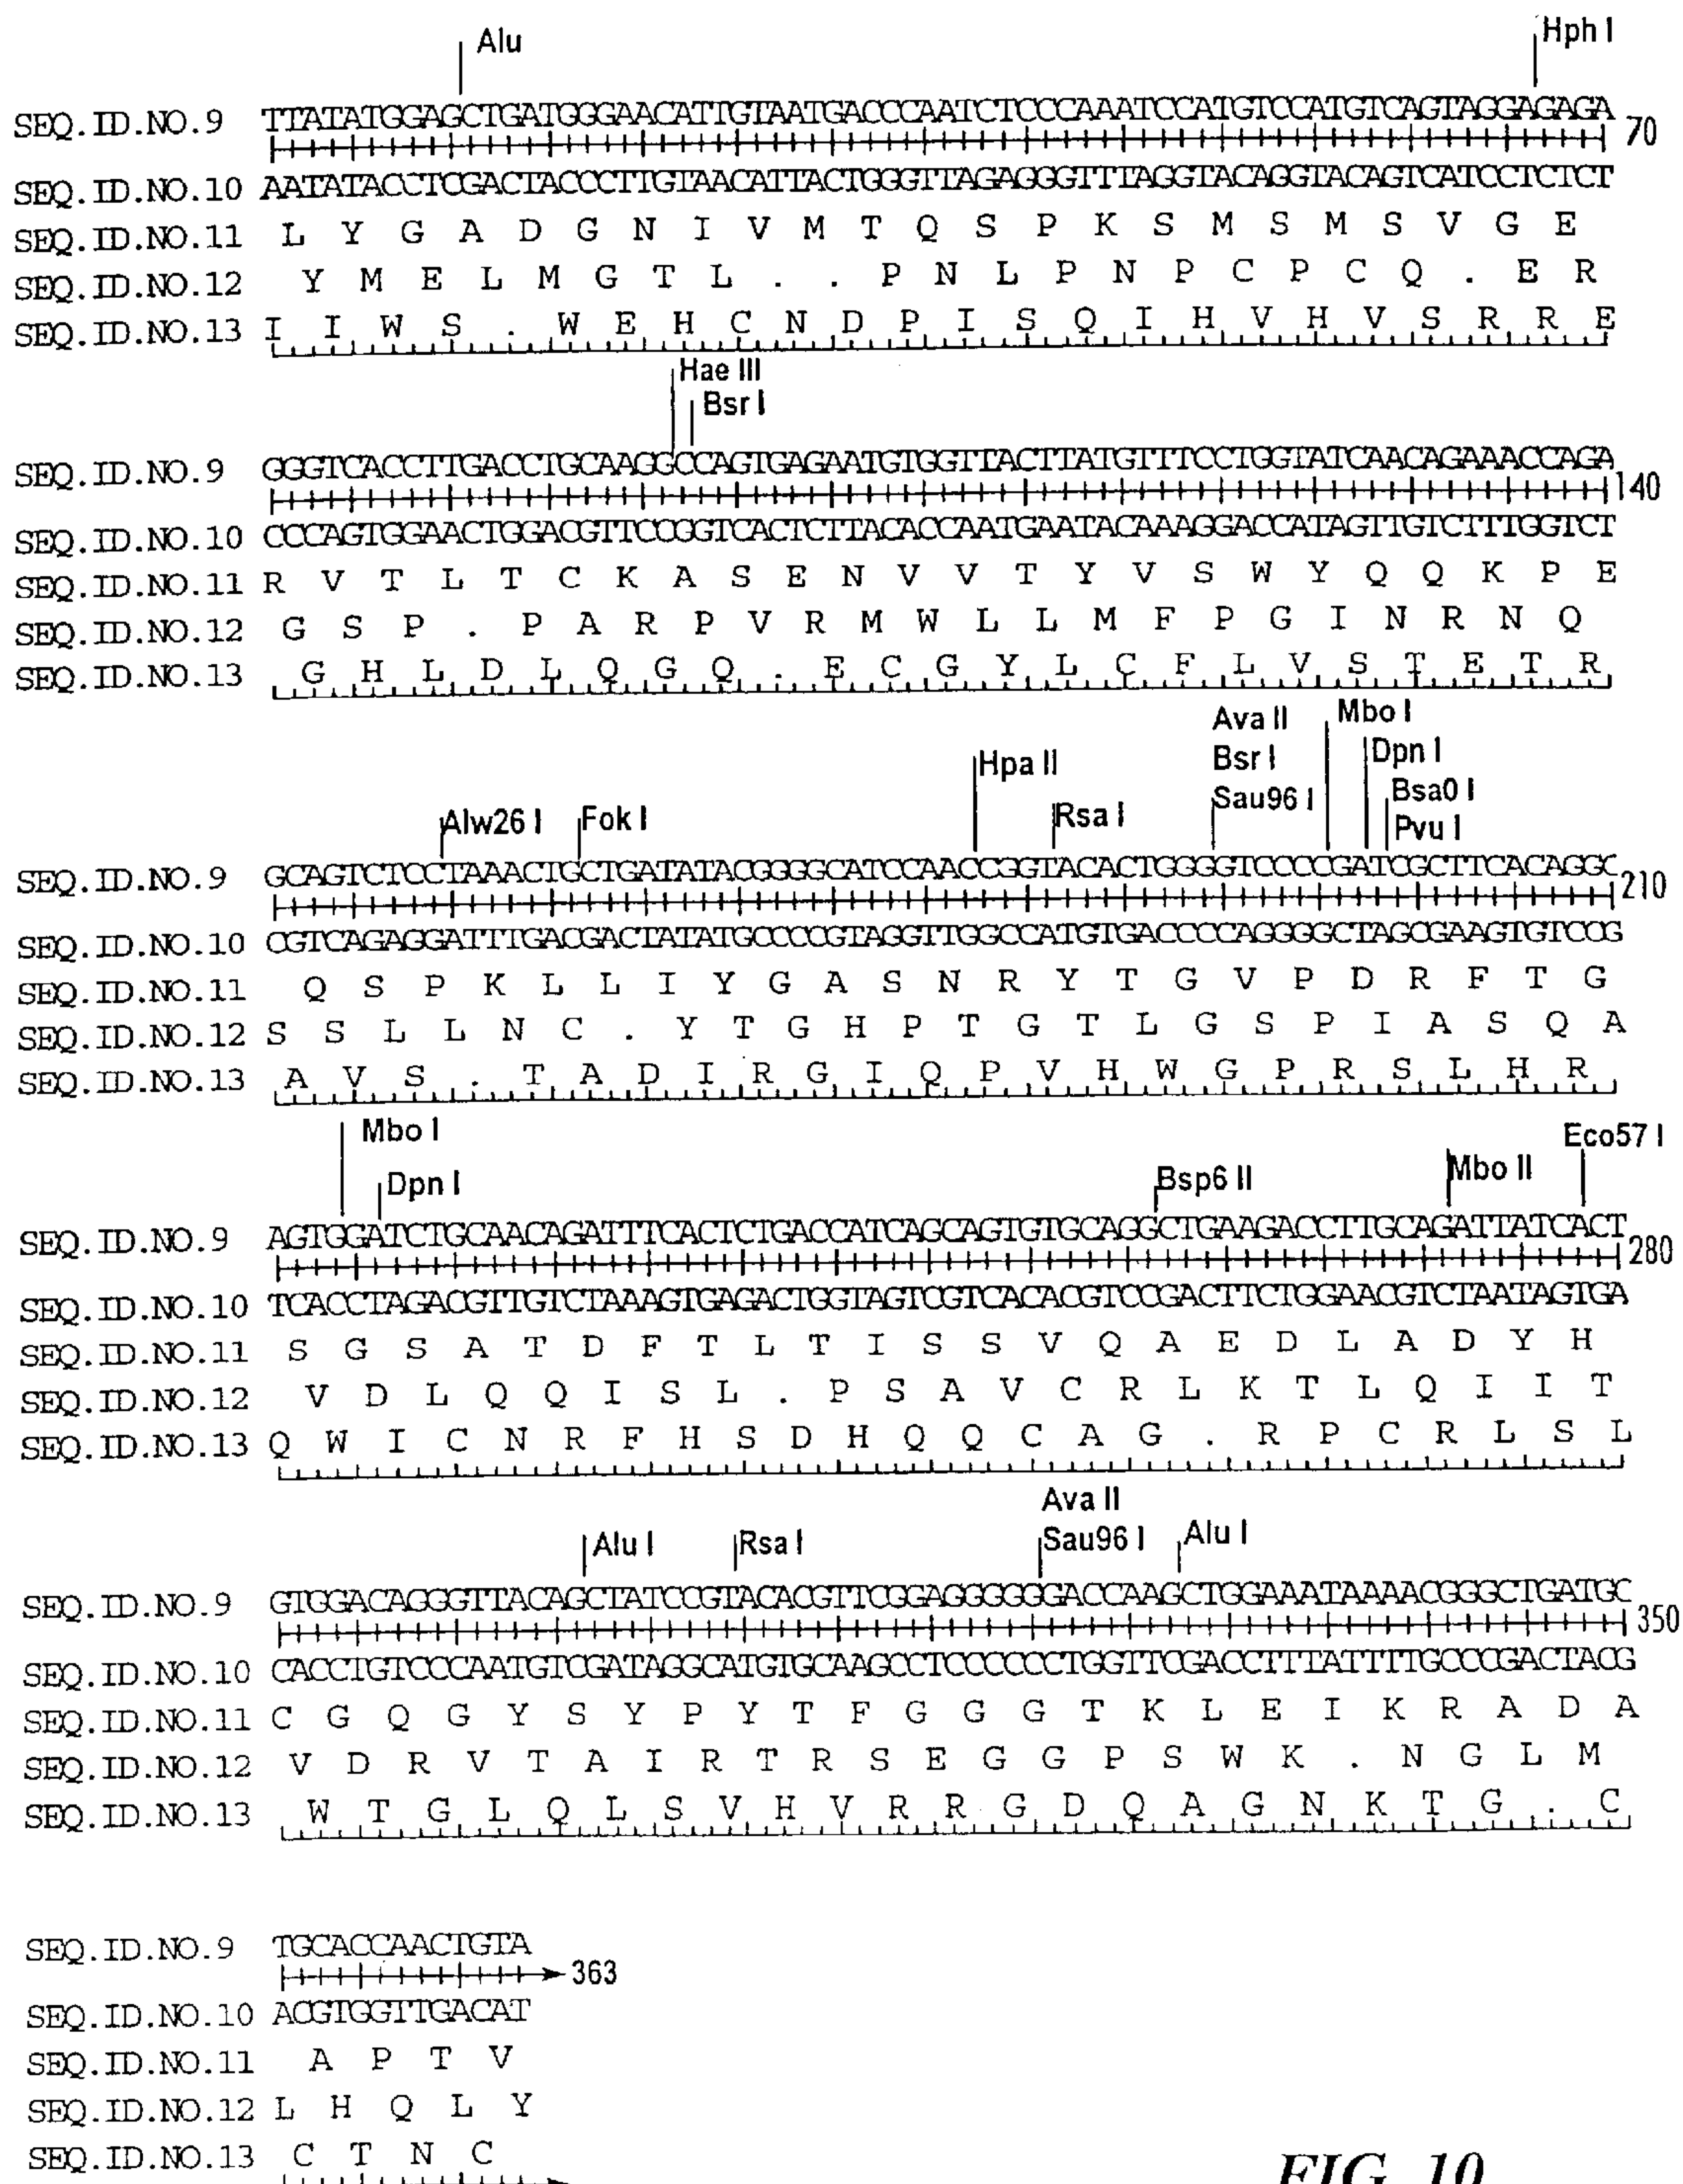 Alu
Hph I
SEQ.ID.NO.9 TTATATGGAGCTGATGGGAACATTGTAATGACCCAATCTCCCAAATCCATGTCCATGTCAGTAGGAGAGA
70
SEQ.ID.NO.10 AATATACCTCGACTACCCTTGTAACATTACTGGGTTAGAGGGTTTAGGTACAGGTACAGTCATCCTCTCT
SEQ.ID.NO.11 L Y G A D G N I V M T Q S P K S M S M S V G E
SEQ.ID.NO.12 Y M E L M G T L . . P N L P N P C P C Q . E R
SEQ.ID.NO.13 I I W S . W E H C N D P I S Q I H V H V S R R E
Hae III
Bsr I
SEQ.ID.NO.9 GGGTCACCTTGACCTGCAAGGCCAGTGAGAATGTGGTTACTTATGTTTCCTGGTATCAACAGAAACCAGA
140
SEQ.ID.NO.10 CCCAGTGGAACTGGACGTTCCGGTCACTCTTACACCAATGAATACAAAGGACCATAGTTGTCTTTGGTCT
SEQ.ID.NO.11 R V T L T C K A S E N V V T Y V S W Y Q Q K P E
SEQ.ID.NO.12 G S P . P A R P V R M W L L M F P G I N R N Q
SEQ.ID.NO.13 G H L D L Q G Q . E C G Y L C F L V S T E T R
Ava II
Mbo I
Hpa II
Bsr I
Dpn I
Alw26 I
Fok I
Rsa I
Sau96 I
Bsa0 I
Pvu I
SEQ.ID.NO.9 GCAGTCTCCTAAACTGCTGATATACGGGGCATCCAACCGGTACACTGGGGTCCCCGATCGCTTCACAGGC
210
SEQ.ID.NO.10 CGTCAGAGGATTTGACGACTATATGCCCCGTAGGTTGGCCATGTGACCCCAGGGGCTAGCGAAGTGTCCG
SEQ.ID.NO.11 Q S P K L L I Y G A S N R Y T G V P D R F T G
SEQ.ID.NO.12 S S L L N C . Y T G H P T G T L G S P I A S Q A
SEQ.ID.NO.13 A V S . T A D I R G I Q P V H W G P R S L H R
Mbo I
Eco57 I
Dpn I
Bsp6 II
Mbo II
SEQ.ID.NO.9 AGTGGATCTGCAACAGATTTCACTCTGACCATCAGCAGTGTGCAGGCTGAAGACCTTGCAGATTATCACT
280
SEQ.ID.NO.10 TCACCTAGACGTTGTCTAAAGTGAGACTGGTAGTCGTCACACGTCCGACTTCTGGAACGTCTAATAGTGA
SEQ.ID.NO.11 S G S A T D F T L T I S S V Q A E D L A D Y H
SEQ.ID.NO.12 V D L Q Q I S L . P S A V C R L K T L Q I I T
SEQ.ID.NO.13 Q W I C N R F H S D H Q Q C A G . R P C R L S L
Ava II
Alu I
Rsa I
Sau96 I
Alu I
SEQ.ID.NO.9 GTGGACAGGGTTACAGCTATCCGTACACGTTCGGAGGGGGGACCAAGCTGGAAATAAAACGGGCTGATGC
350
SEQ.ID.NO.10 CACCTGTCCCAATGTCGATAGGCATGTGCAAGCCTCCCCCCTGGTTCGACCTTTATTTTGCCCGACTACG
SEQ.ID.NO.11 C G Q G Y S Y P Y T F G G G T K L E I K R A D A
SEQ.ID.NO.12 V D R V T A I R T R S E G G P S W K . N G L M
SEQ.ID.NO.13 W T G L Q L S V H V R R G D Q A G N K T G . C
SEQ.ID.NO.9 TGCACCAACTGTA
363
SEQ.ID.NO.10 ACGTGGTTGACAT
SEQ.ID.NO.11 A P T V
SEQ.ID.NO.12 L H Q L Y
SEQ.ID.NO.13 C T N C
FIG. 10